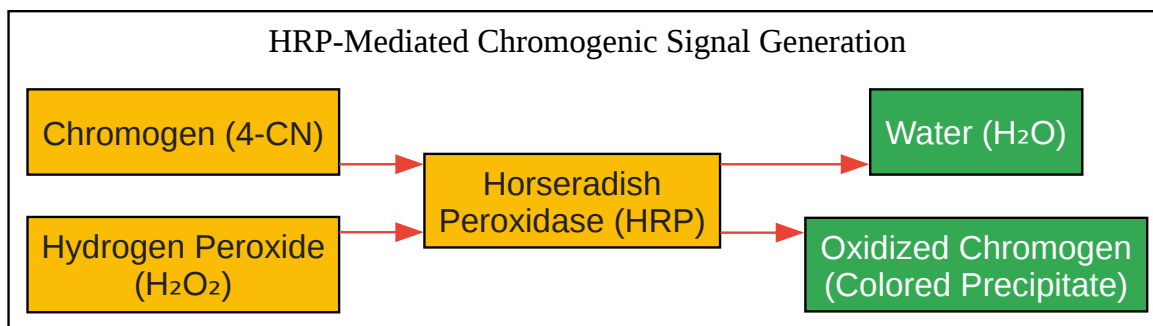 HRP-Mediated Chromogenic Signal Generation
Chromogen (4-CN)
Hydrogen Peroxide
(H₂O₂)
Horseradish
Peroxidase (HRP)
Water (H₂O)
Oxidized Chromogen
(Colored Precipitate)